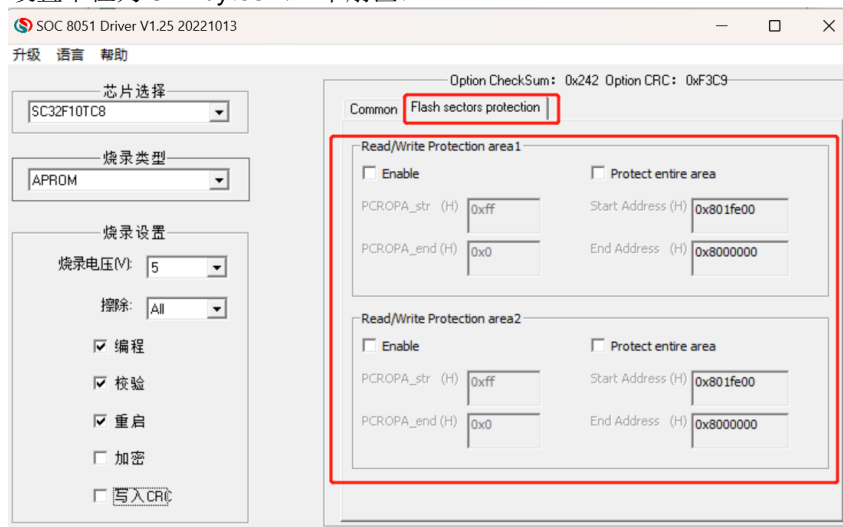 SOC 8051 Driver V1.25 20221013
升级 语言 帮助
芯片选择
SC32F10TC8
烧录类型
APROM
烧录设置
烧录电压(V): 5
擦除: All
编程
校验
重启
加密
写入CRC
Option CheckSum: 0x242 Option CRC: 0xF3C9
Common Flash sectors protection
Read/Write Protection area1
Enable Protect entire area
PCROPA_str (H) 0xff Start Address (H) 0x801fe00
PCROPA_end (H) 0x0 End Address (H) 0x8000000
Read/Write Protection area2
Enable Protect entire area
PCROPA_str (H) 0xff Start Address (H) 0x801fe00
PCROPA_end (H) 0x0 End Address (H) 0x8000000